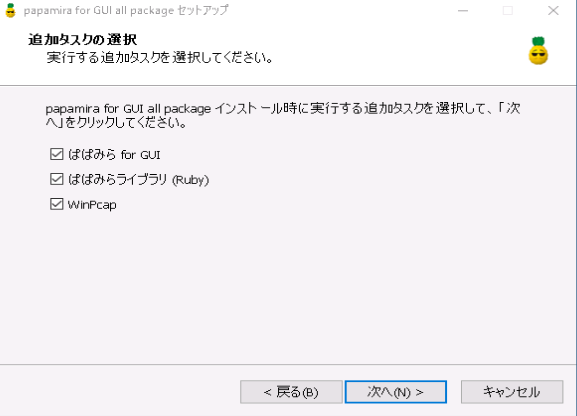 papamira for GUI all package セットアップ
追加タスクの選択
実行する追加タスクを選択してください。
papamira for GUI all package インストール時に実行する追加タスクを選択して、「次
へ」をクリックしてください。
ぱぱみら for GUI
ぱぱみらライブラリ (Ruby)
WinPcap
< 戻る(B)
次へ(N) >
キャンセル